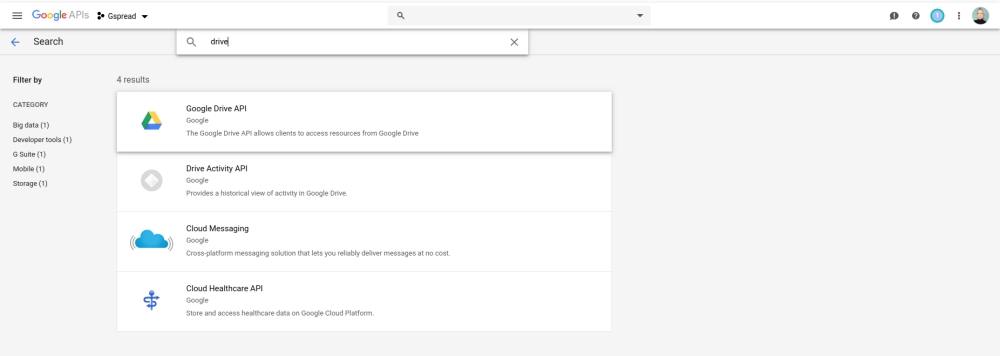 Google APIs Gspread
Search
drive
Filter by
CATEGORY
Big data (1)
Developer tools (1)
G Suite (1)
Mobile (1)
Storage (1)
4 results
Google Drive API
Google
The Google Drive API allows clients to access resources from Google Drive
Drive Activity API
Google
Provides a historical view of activity in Google Drive.
Cloud Messaging
Google
Cross-platform messaging solution that lets you reliably deliver messages at no cost.
Cloud Healthcare API
Google
Store and access healthcare data on Google Cloud Platform.